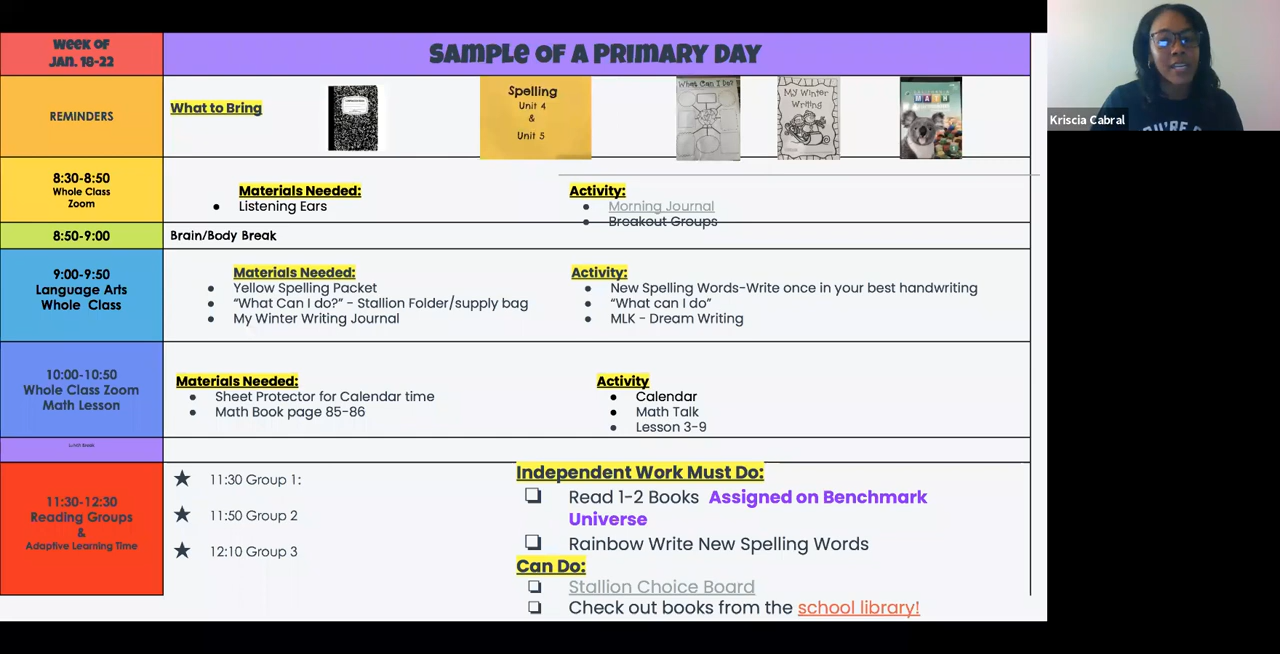 Week of
Jan. 18-22
Sample of a Primary Day
REMINDERS
What to Bring
Spelling
Unit 4
&
Unit 5
What Can I Do?
My Winter
Writing
MATH
Kriscia Cabral
8:30-8:50
Whole Class
Zoom
Materials Needed:
● Listening Ears
Activity:
● Morning Journal
● Breakout Groups
8:50-9:00
Brain/Body Break
9:00-9:50
Language Arts
Whole Class
Materials Needed:
● Yellow Spelling Packet
● “What Can I do?” - Stallion Folder/supply bag
● My Winter Writing Journal
Activity:
● New Spelling Words-Write once in your best handwriting
● “What can I do”
● MLK - Dream Writing
10:00-10:50
Whole Class Zoom
Math Lesson
Materials Needed:
● Sheet Protector for Calendar time
● Math Book page 85-86
Activity
● Calendar
● Math Talk
● Lesson 3-9
Lunch Break
11:30-12:30
Reading Groups
&
Adaptive Learning Time
★ 11:30 Group 1:
★ 11:50 Group 2
★ 12:10 Group 3
Independent Work Must Do:
❏ Read 1-2 Books Assigned on Benchmark
Universe
❏ Rainbow Write New Spelling Words
Can Do:
❏ Stallion Choice Board
❏ Check out books from the school library!